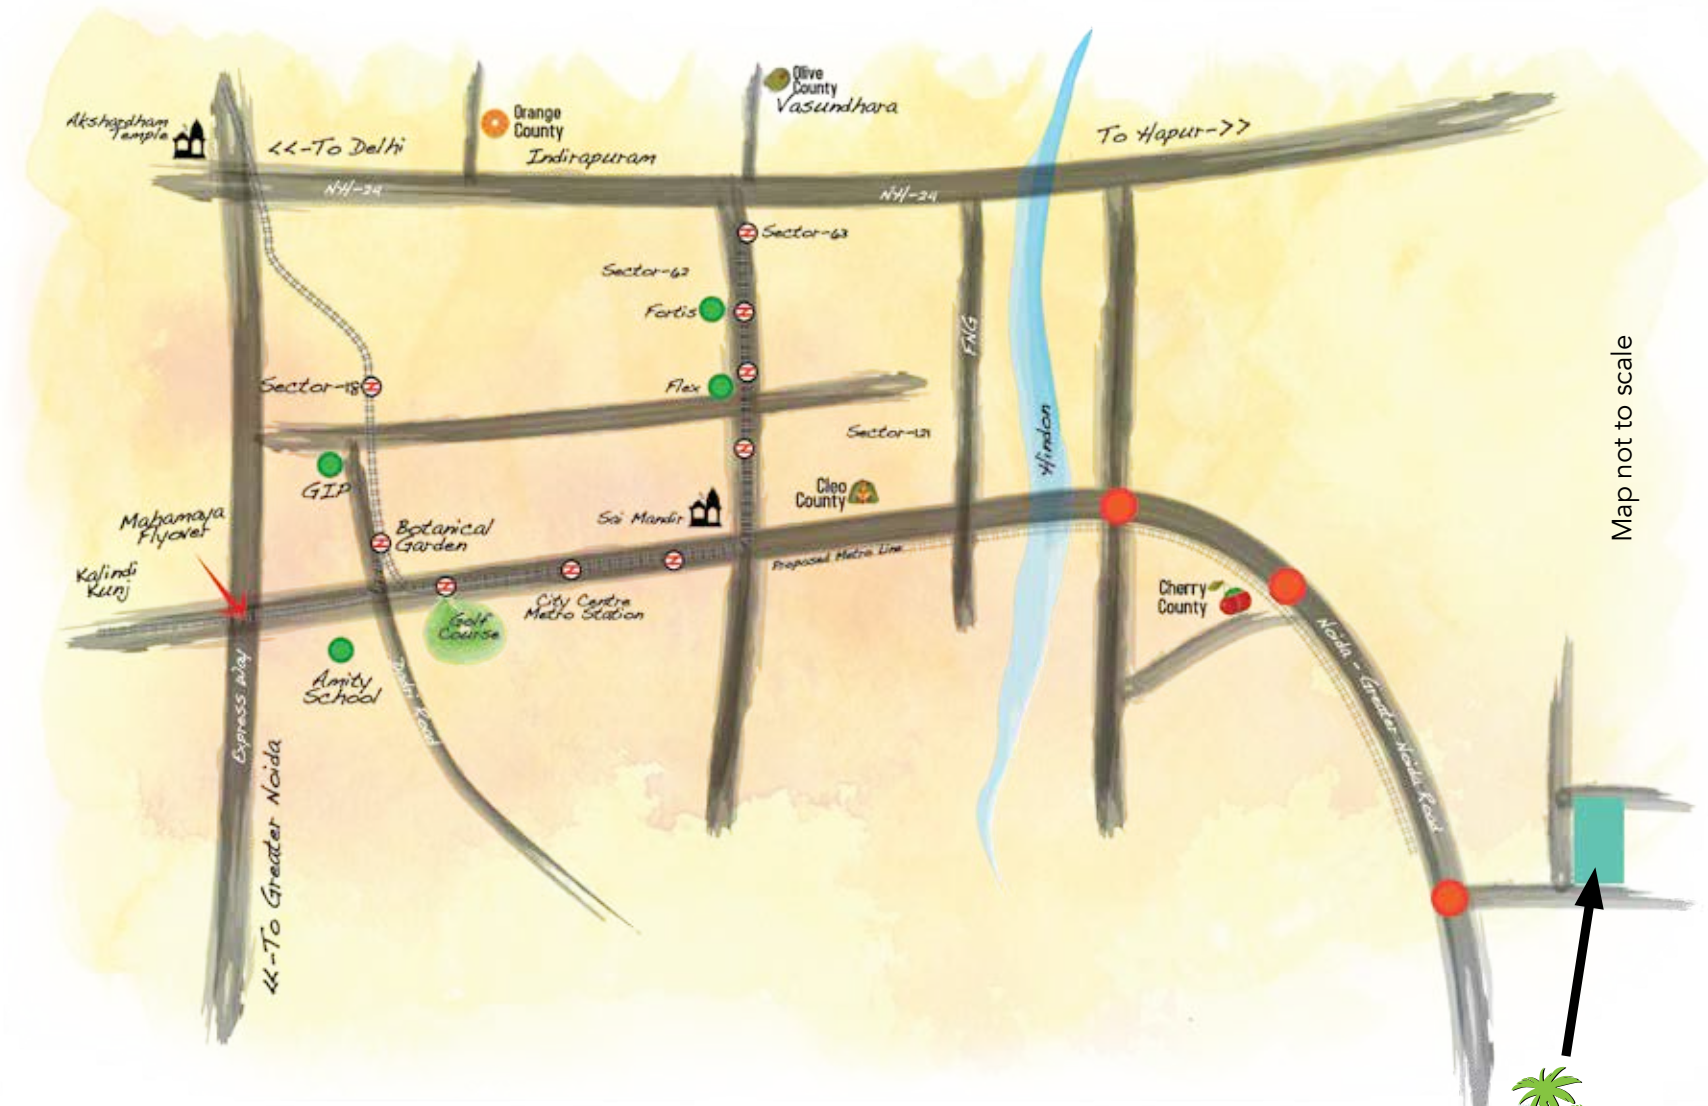 Olive
County
Vasundhara
Akshardham
Temple
Orange
County
<<-To Delhi
Indirapuram
To Hapur->>
NH-24
NH-24
Sector-63
Sector-62
Fortis
FNG
Sector-18
Flex
Map not to scale
Hindon
Sector-121
GIP
Cleo
County
Mahamaya
Flyover
Sai Mandir
Botanical
Garden
Proposed Metro Line
Kalindi
Kunj
City Centre
Metro Station
Golf
Course
Cherry
County
Amity
School
Express Way
Dadri Road
Noida - Greater Noida Road
<<-To Greater Noida